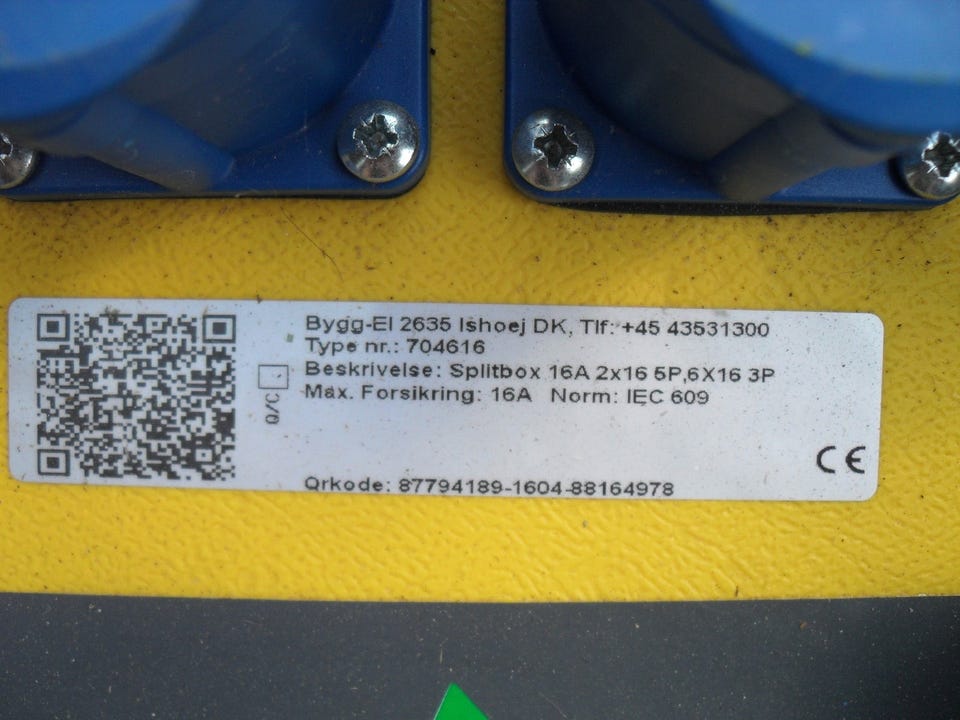 Bygg-El 2635 Ishoej DK, Tlf: +45 43531300
Type nr.: 704616
Beskrivelse: Splitbox 16A 2x16 5P,6X16 3P
Max. Forsikring: 16A Norm: IEC 609
Q/C
CE
Qrkode: 87794189-1604-88164978